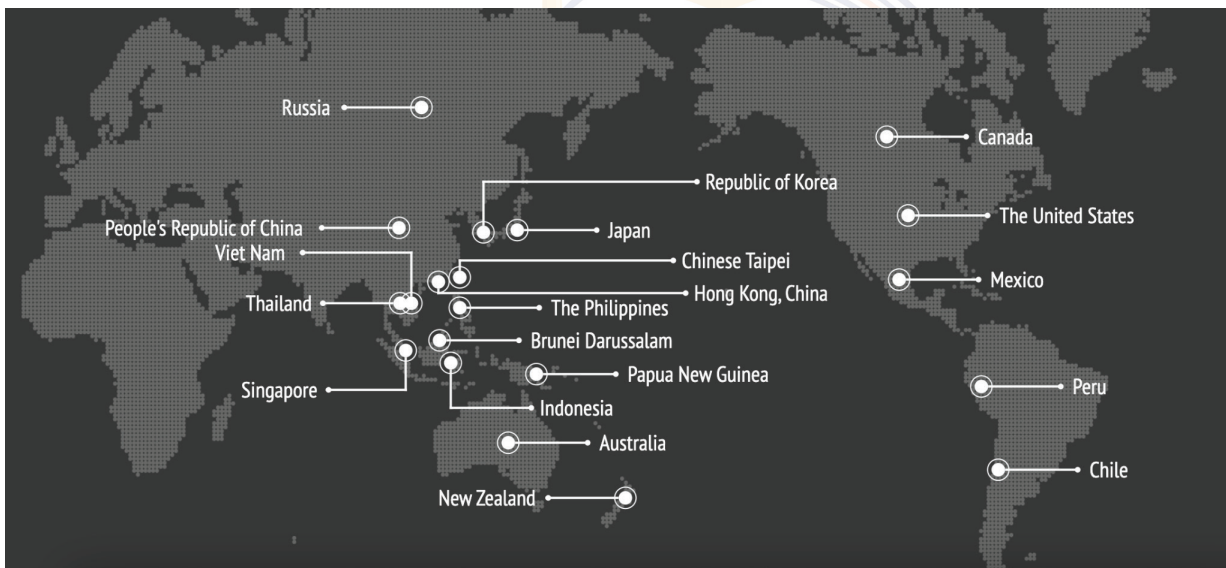 Russia
Canada
Republic of Korea
The United States
People's Republic of China
Japan
Viet Nam
Chinese Taipei
Mexico
Hong Kong, China
Thailand
The Philippines
Brunei Darussalam
Papua New Guinea
Peru
Singapore
Indonesia
Australia
Chile
New Zealand